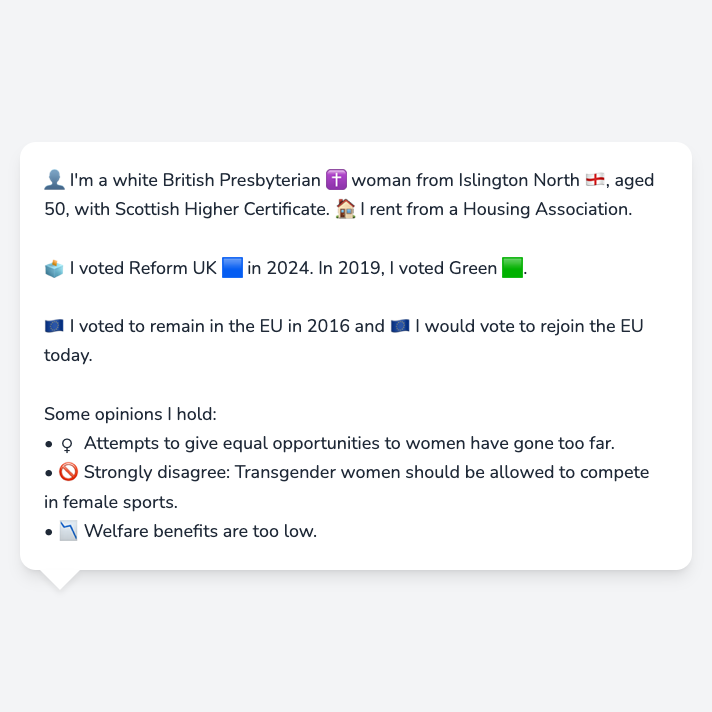 👤 I'm a white British Presbyterian ✝️ woman from Islington North 🏴󠁧󠁢󠁥󠁮󠁧󠁿, aged
50, with Scottish Higher Certificate. 🏠 I rent from a Housing Association.
🗳️ I voted Reform UK 🟦 in 2024. In 2019, I voted Green 🟩.
🇪🇺 I voted to remain in the EU in 2016 and 🇪🇺 I would vote to rejoin the EU
today.
Some opinions I hold:
• ♀ Attempts to give equal opportunities to women have gone too far.
• 🚫 Strongly disagree: Transgender women should be allowed to compete
in female sports.
• 📉 Welfare benefits are too low.